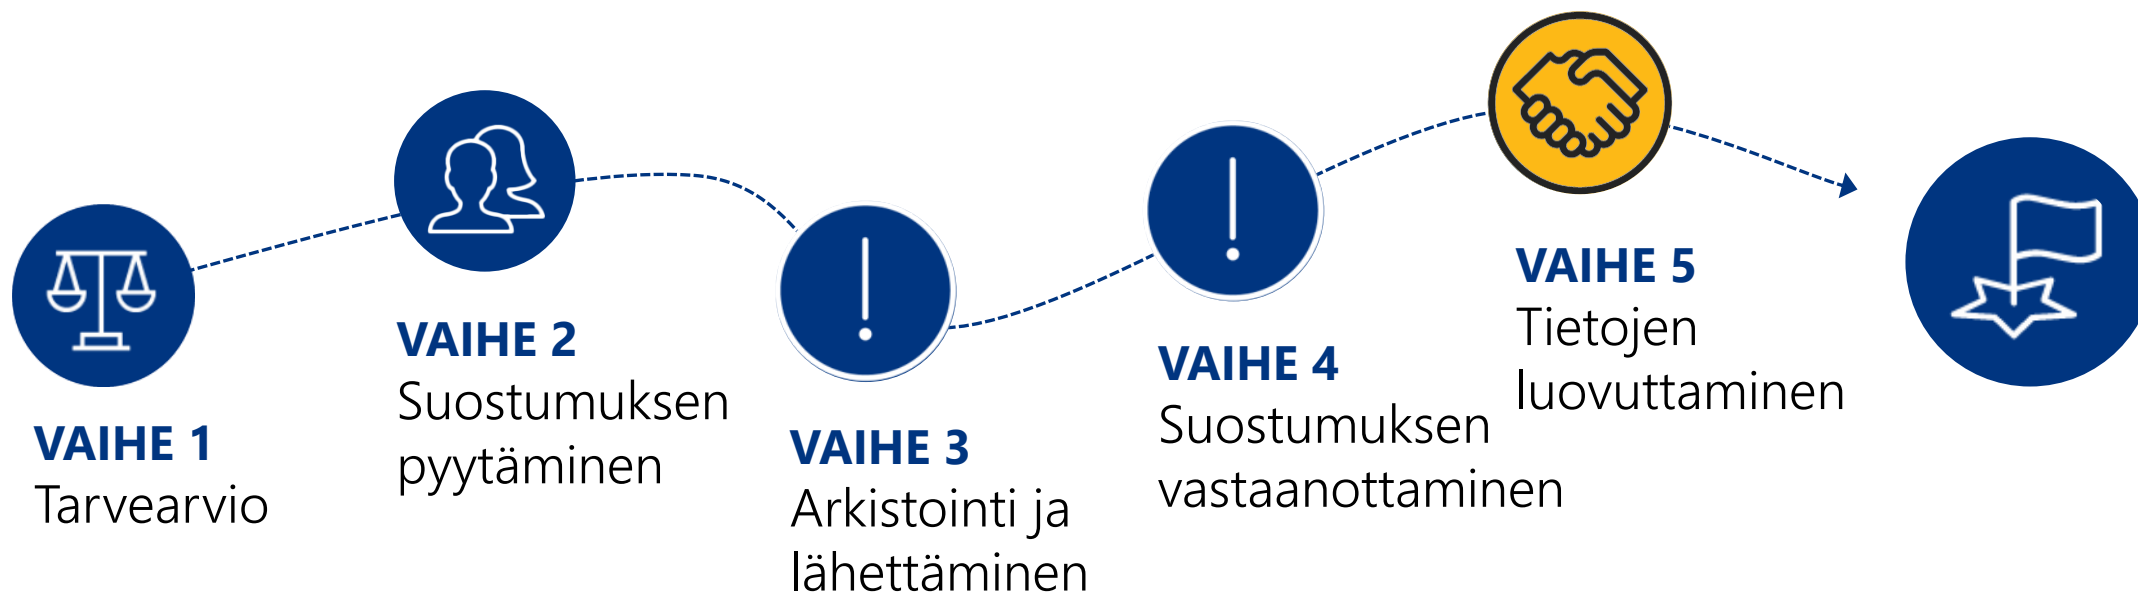 VAIHE 1
Tarvearvio
VAIHE 2
Suostumuksen
pyytäminen
VAIHE 3
Arkistointi ja
lähettäminen
VAIHE 4
Suostumuksen
vastaanottaminen
VAIHE 5
Tietojen
luovuttaminen